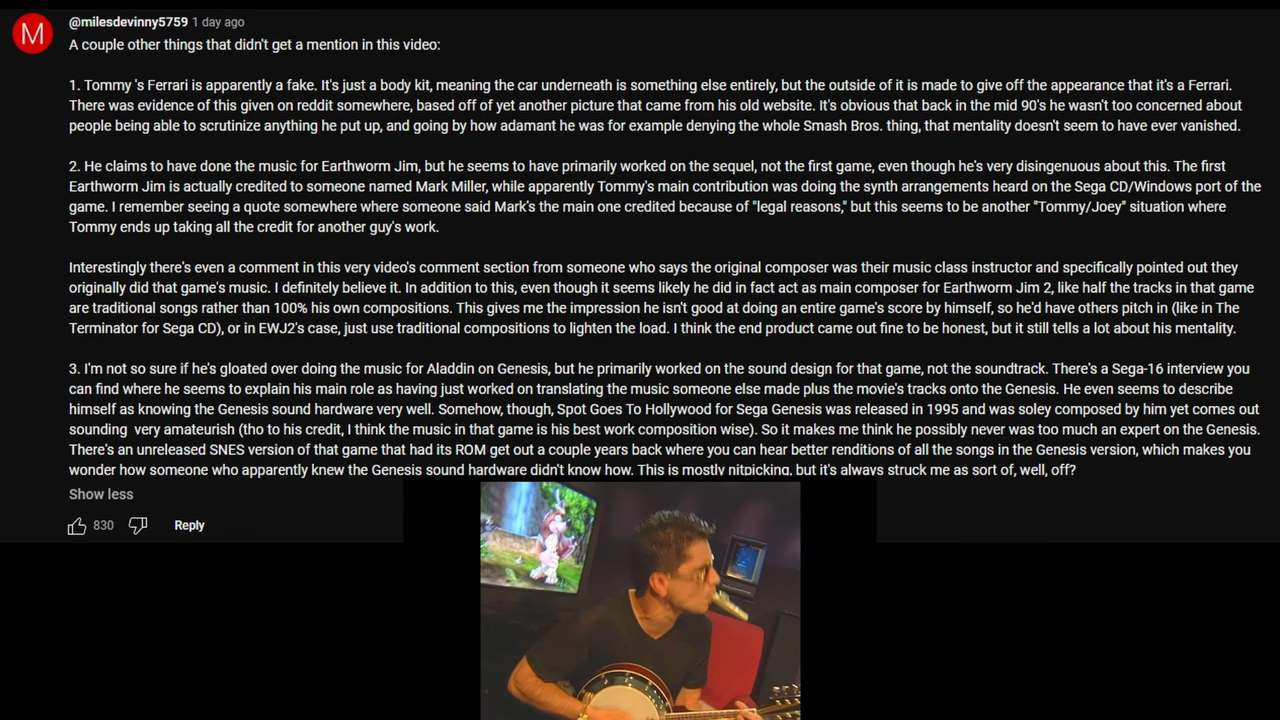 M
@milesdevinny5759 1 day ago
A couple other things that didn't get a mention in this video:
1. Tommy 's Ferrari is apparently a fake. It's just a body kit, meaning the car underneath is something else entirely, but the outside of it is made to give off the appearance that it's a Ferrari.
There was evidence of this given on reddit somewhere, based off of yet another picture that came from his old website. It's obvious that back in the mid 90's he wasn't too concerned about
people being able to scrutinize anything he put up, and going by how adamant he was for example denying the whole Smash Bros. thing, that mentality doesn't seem to have ever vanished.
2. He claims to have done the music for Earthworm Jim, but he seems to have primarily worked on the sequel, not the first game, even though he's very disingenuous about this. The first
Earthworm Jim is actually credited to someone named Mark Miller, while apparently Tommy's main contribution was doing the synth arrangements heard on the Sega CD/Windows port of the
game. I remember seeing a quote somewhere where someone said Mark's the main one credited because of "legal reasons," but this seems to be another "Tommy/Joey" situation where
Tommy ends up taking all the credit for another guy's work.
Interestingly there's even a comment in this very video's comment section from someone who says the original composer was their music class instructor and specifically pointed out they
originally did that game's music. I definitely believe it. In addition to this, even though it seems likely he did in fact act as main composer for Earthworm Jim 2, like half the tracks in that game
are traditional songs rather than 100% his own compositions. This gives me the impression he isn't good at doing an entire game's score by himself, so he'd have others pitch in (like in The
Terminator for Sega CD), or in EWJ2's case, just use traditional compositions to lighten the load. I think the end product came out fine to be honest, but it still tells a lot about his mentality.
3. I'm not so sure if he's gloated over doing the music for Aladdin on Genesis, but he primarily worked on the sound design for that game, not the soundtrack. There's a Sega-16 interview you
can find where he seems to explain his main role as having just worked on translating the music someone else made plus the movie's tracks onto the Genesis. He even seems to describe
himself as knowing the Genesis sound hardware very well. Somehow, though, Spot Goes To Hollywood for Sega Genesis was released in 1995 and was soley composed by him yet comes out
sounding very amateurish (tho to his credit, I think the music in that game is his best work composition wise). So it makes me think he possibly never was too much an expert on the Genesis.
There's an unreleased SNES version of that game that had its ROM get out a couple years back where you can hear better renditions of all the songs in the Genesis version, which makes you
wonder how someone who apparently knew the Genesis sound hardware didn't know how. This is mostly nitpicking, but it's always struck me as sort of, well, off?
Show less
830 Reply